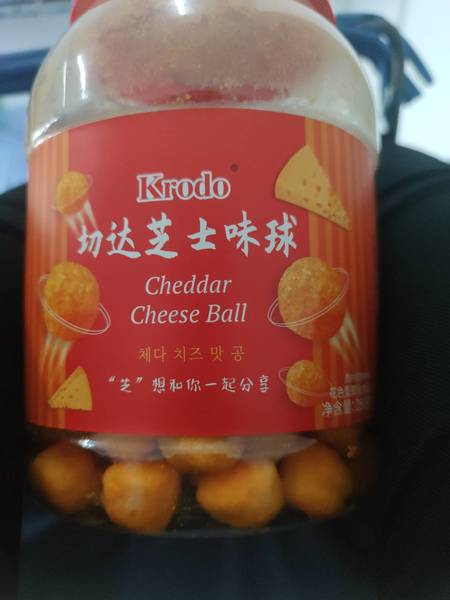 Krodo®
切达芝士味球
Cheddar
Cheese Ball
체다 치즈 맛 공
“芝”想和你一起分享
净含量: